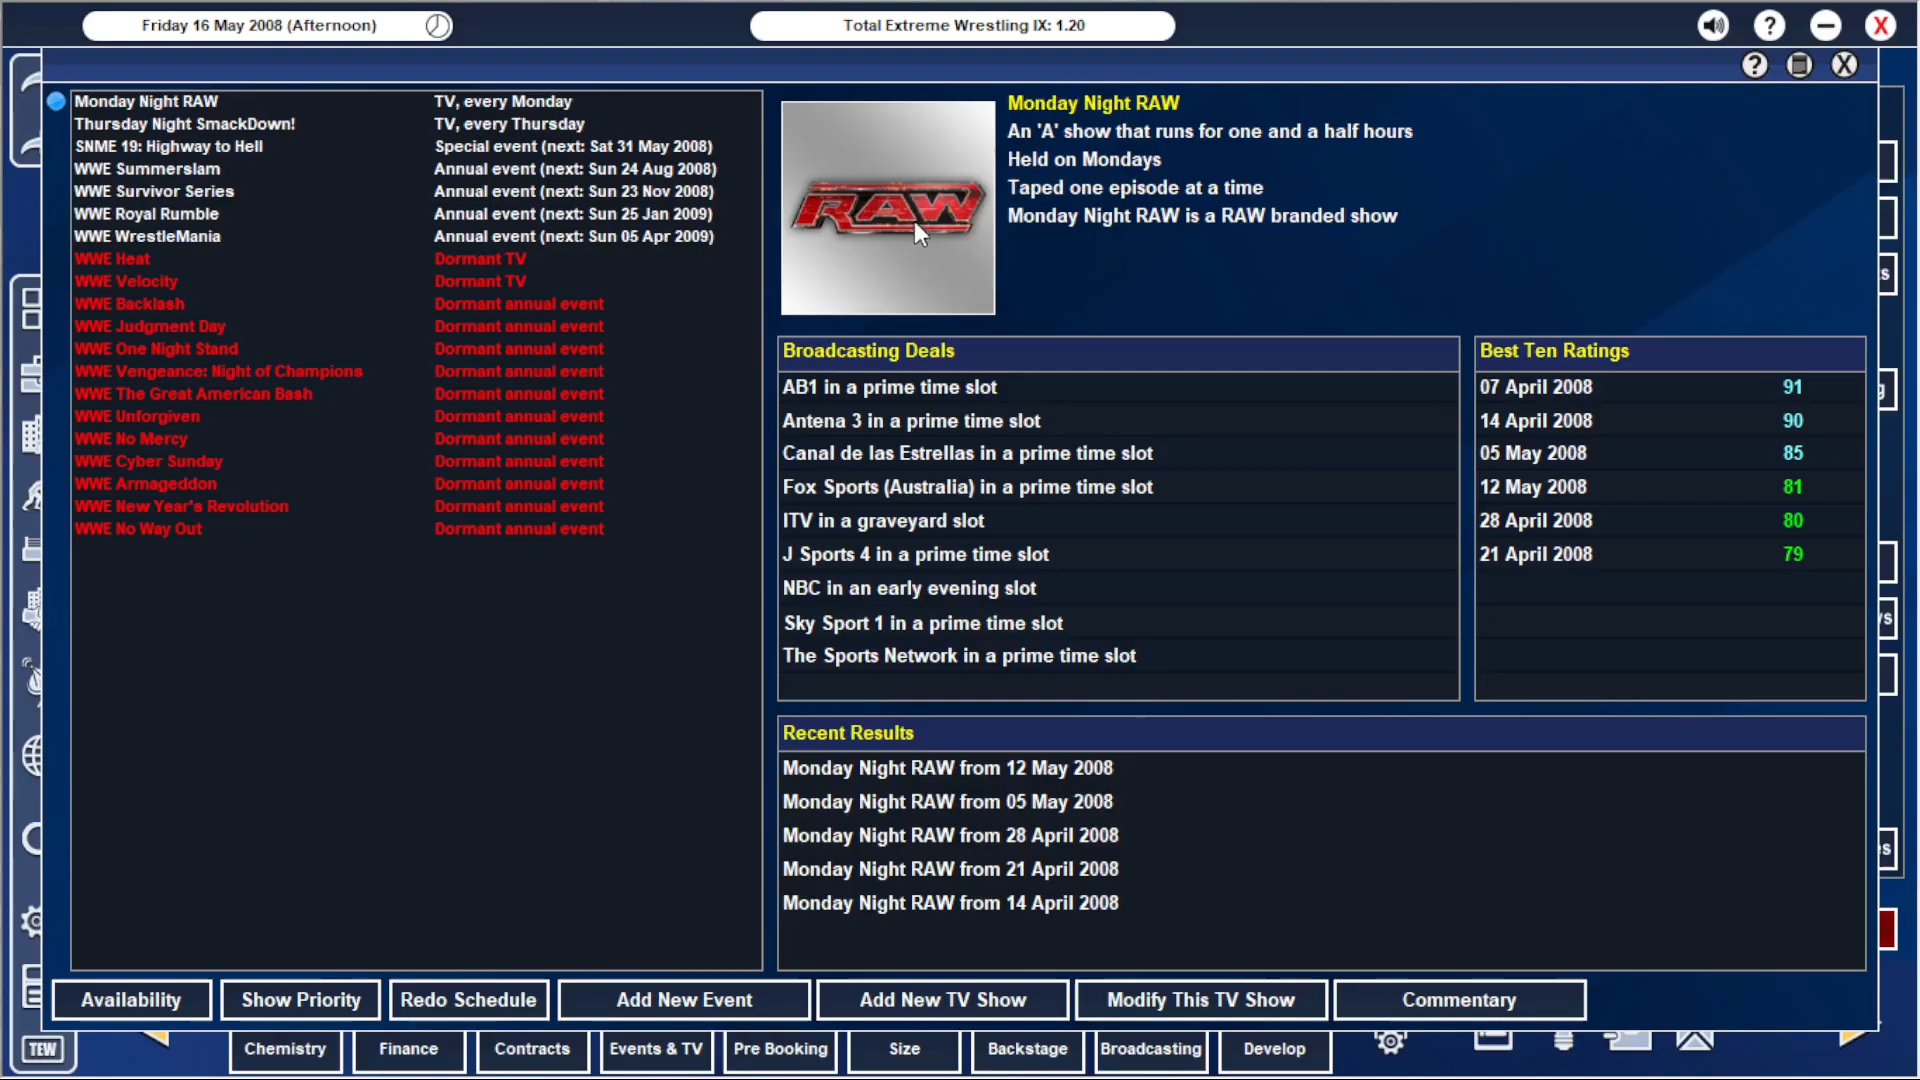 Friday 16 May 2008 (Afternoon)
Total Extreme Wrestling IX: 1.20
? X
? X
Monday Night RAW TV, every Monday
Thursday Night SmackDown! TV, every Thursday
SNME 19: Highway to Hell Special event (next: Sat 31 May 2008)
WWE Summerslam Annual event (next: Sun 24 Aug 2008)
WWE Survivor Series Annual event (next: Sun 23 Nov 2008)
WWE Royal Rumble Annual event (next: Sun 25 Jan 2009)
WWE WrestleMania Annual event (next: Sun 05 Apr 2009)
WWE Heat Dormant TV
WWE Velocity Dormant TV
WWE Backlash Dormant annual event
WWE Judgment Day Dormant annual event
WWE One Night Stand Dormant annual event
WWE Vengeance: Night of Champions Dormant annual event
WWE The Great American Bash Dormant annual event
WWE Unforgiven Dormant annual event
WWE No Mercy Dormant annual event
WWE Cyber Sunday Dormant annual event
WWE Armageddon Dormant annual event
WWE New Year's Revolution Dormant annual event
WWE No Way Out Dormant annual event
RAW
Monday Night RAW
An 'A' show that runs for one and a half hours
Held on Mondays
Taped one episode at a time
Monday Night RAW is a RAW branded show
Broadcasting Deals
AB1 in a prime time slot
Antena 3 in a prime time slot
Canal de las Estrellas in a prime time slot
Fox Sports (Australia) in a prime time slot
ITV in a graveyard slot
J Sports 4 in a prime time slot
NBC in an early evening slot
Sky Sport 1 in a prime time slot
The Sports Network in a prime time slot
Best Ten Ratings
07 April 2008 91
14 April 2008 90
05 May 2008 85
12 May 2008 81
28 April 2008 80
21 April 2008 79
Recent Results
Monday Night RAW from 12 May 2008
Monday Night RAW from 05 May 2008
Monday Night RAW from 28 April 2008
Monday Night RAW from 21 April 2008
Monday Night RAW from 14 April 2008
Availability Show Priority Redo Schedule Add New Event Add New TV Show Modify This TV Show Commentary
TEW Chemistry Finance Contracts Events & TV Pre Booking Size Backstage Broadcasting Develop